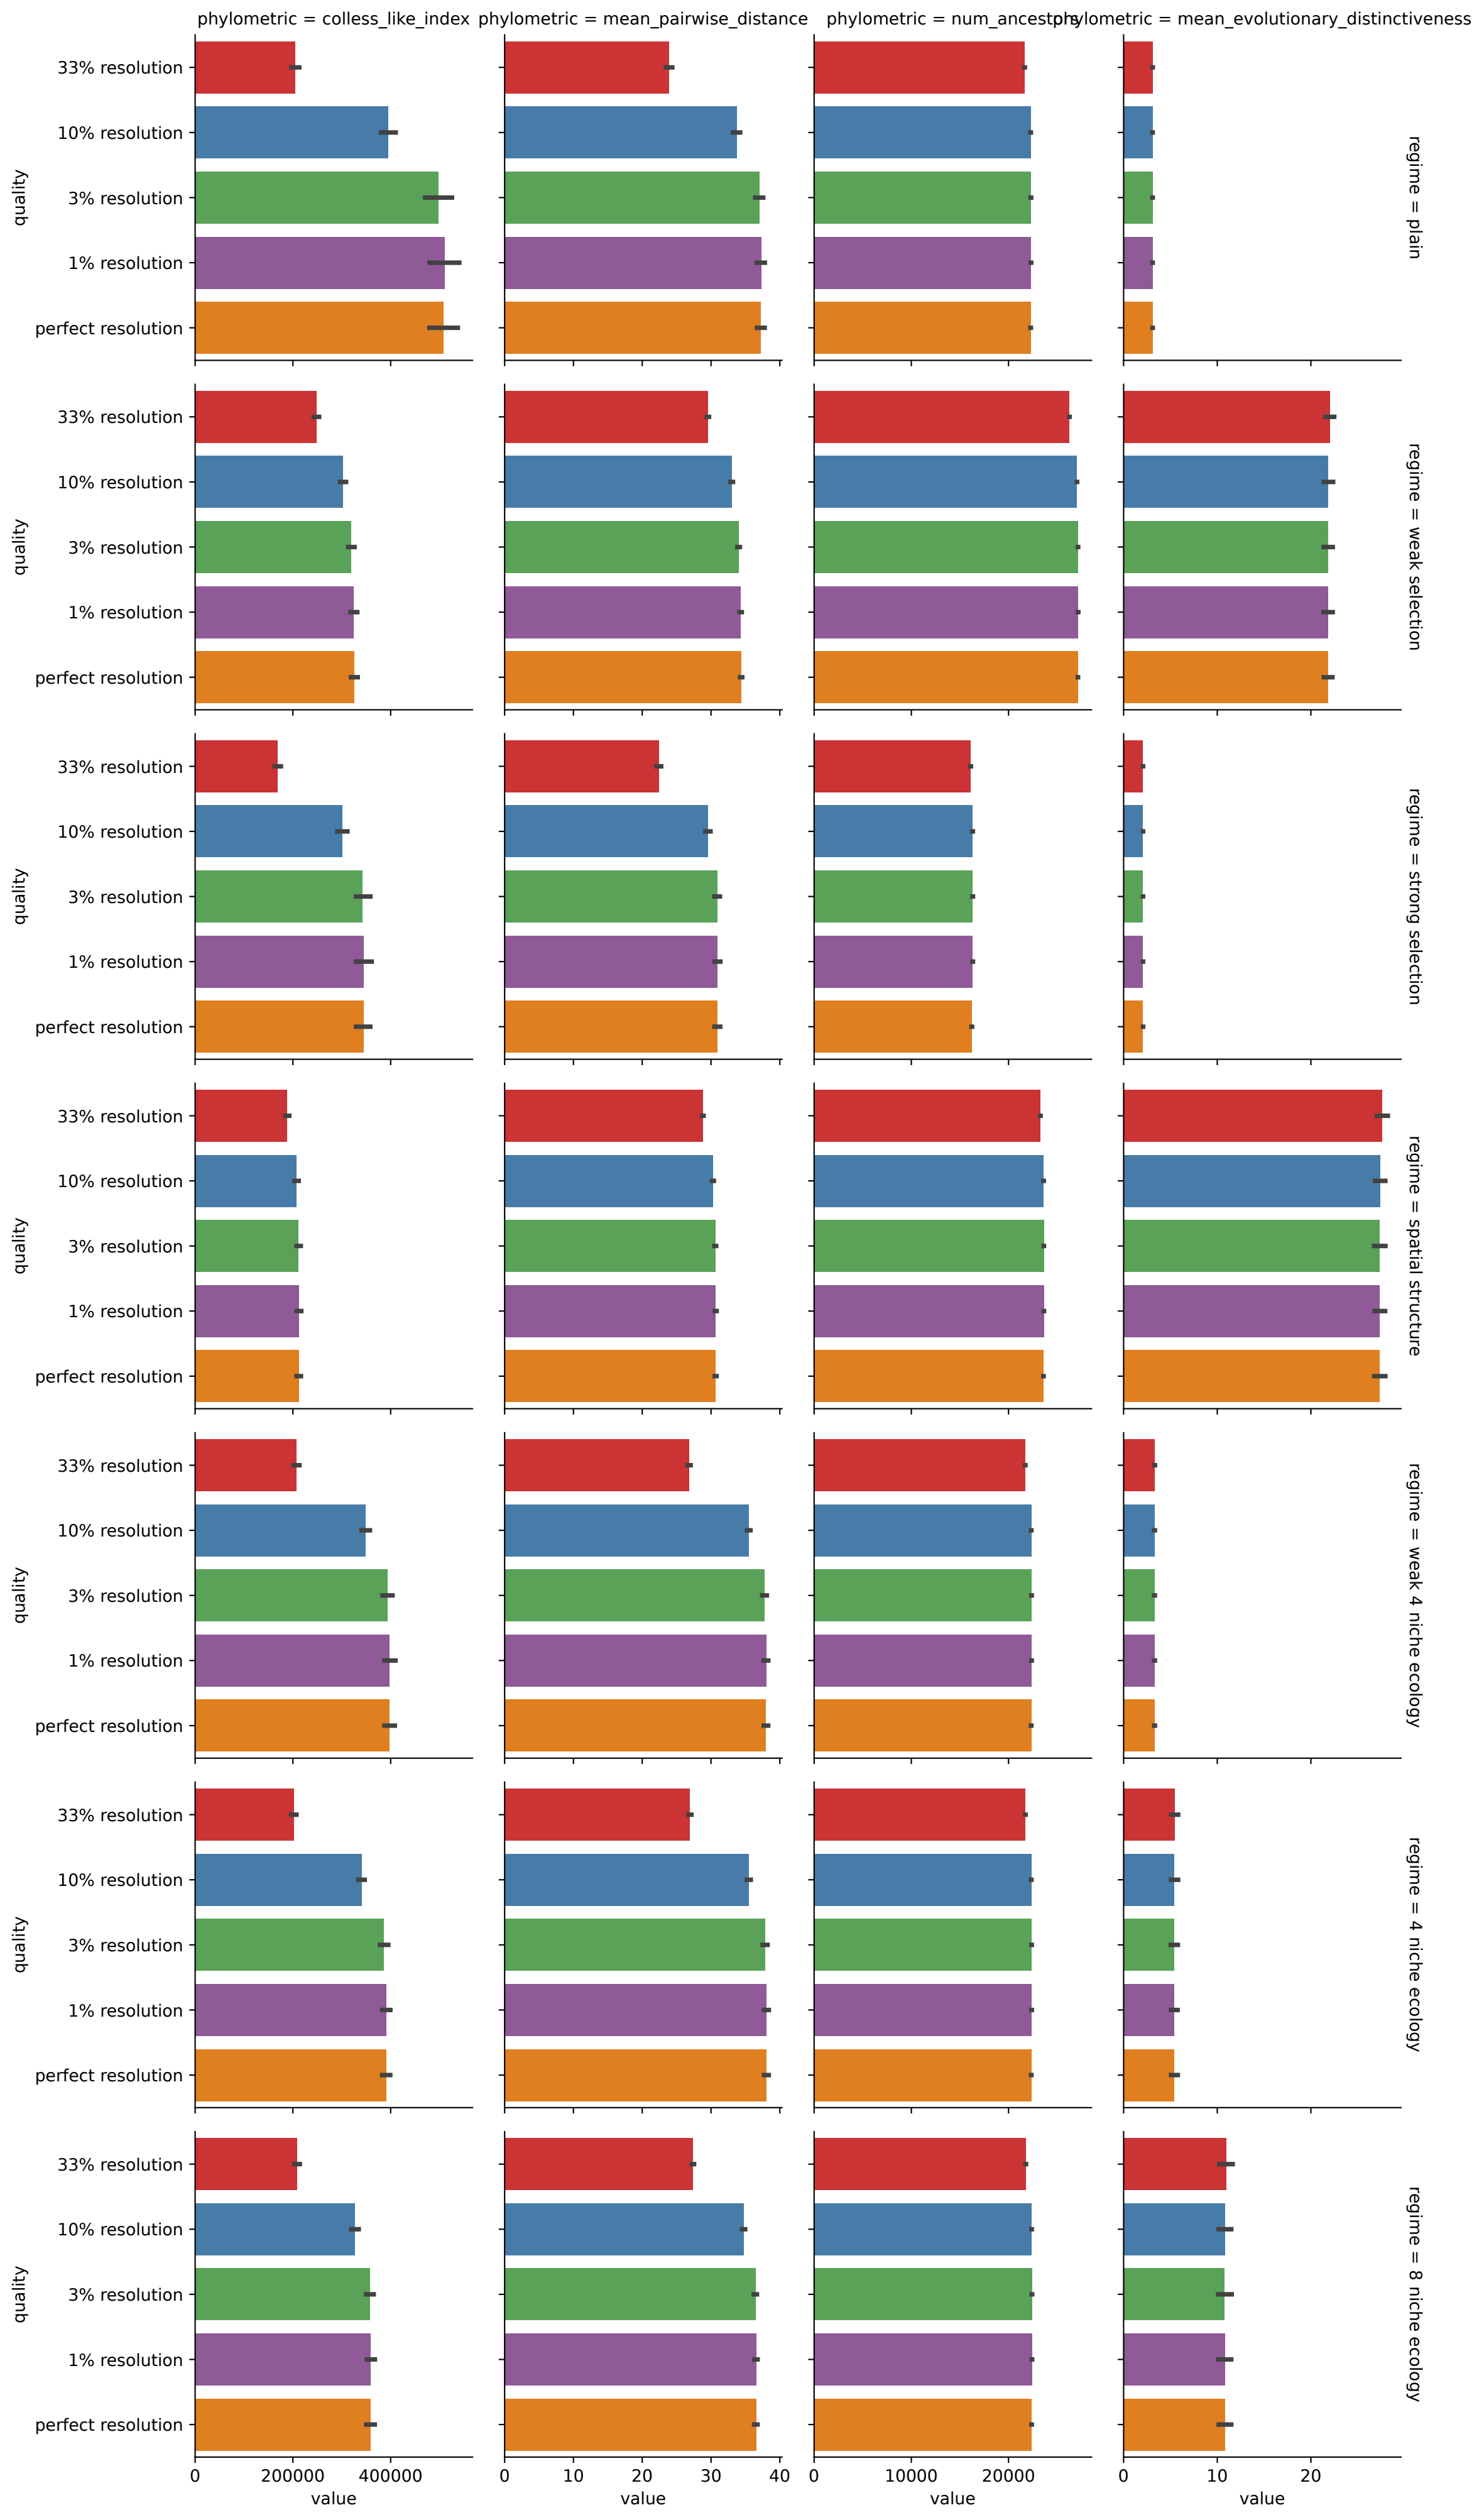 phylometric = colless_like_index
phylometric = mean_pairwise_distance
phylometric = num_ancestors
phylometric = mean_evolutionary_distinctiveness
quality
33% resolution
10% resolution
3% resolution
1% resolution
perfect resolution
regime = plain
quality
33% resolution
10% resolution
3% resolution
1% resolution
perfect resolution
regime = weak selection
quality
33% resolution
10% resolution
3% resolution
1% resolution
perfect resolution
regime = strong selection
quality
33% resolution
10% resolution
3% resolution
1% resolution
perfect resolution
regime = spatial structure
quality
33% resolution
10% resolution
3% resolution
1% resolution
perfect resolution
regime = weak 4 niche ecology
quality
33% resolution
10% resolution
3% resolution
1% resolution
perfect resolution
regime = 4 niche ecology
quality
33% resolution
10% resolution
3% resolution
1% resolution
perfect resolution
regime = 8 niche ecology
0 200000 400000
0 10 20 30 40
0 10000 20000
0 10 20
value
value
value
value